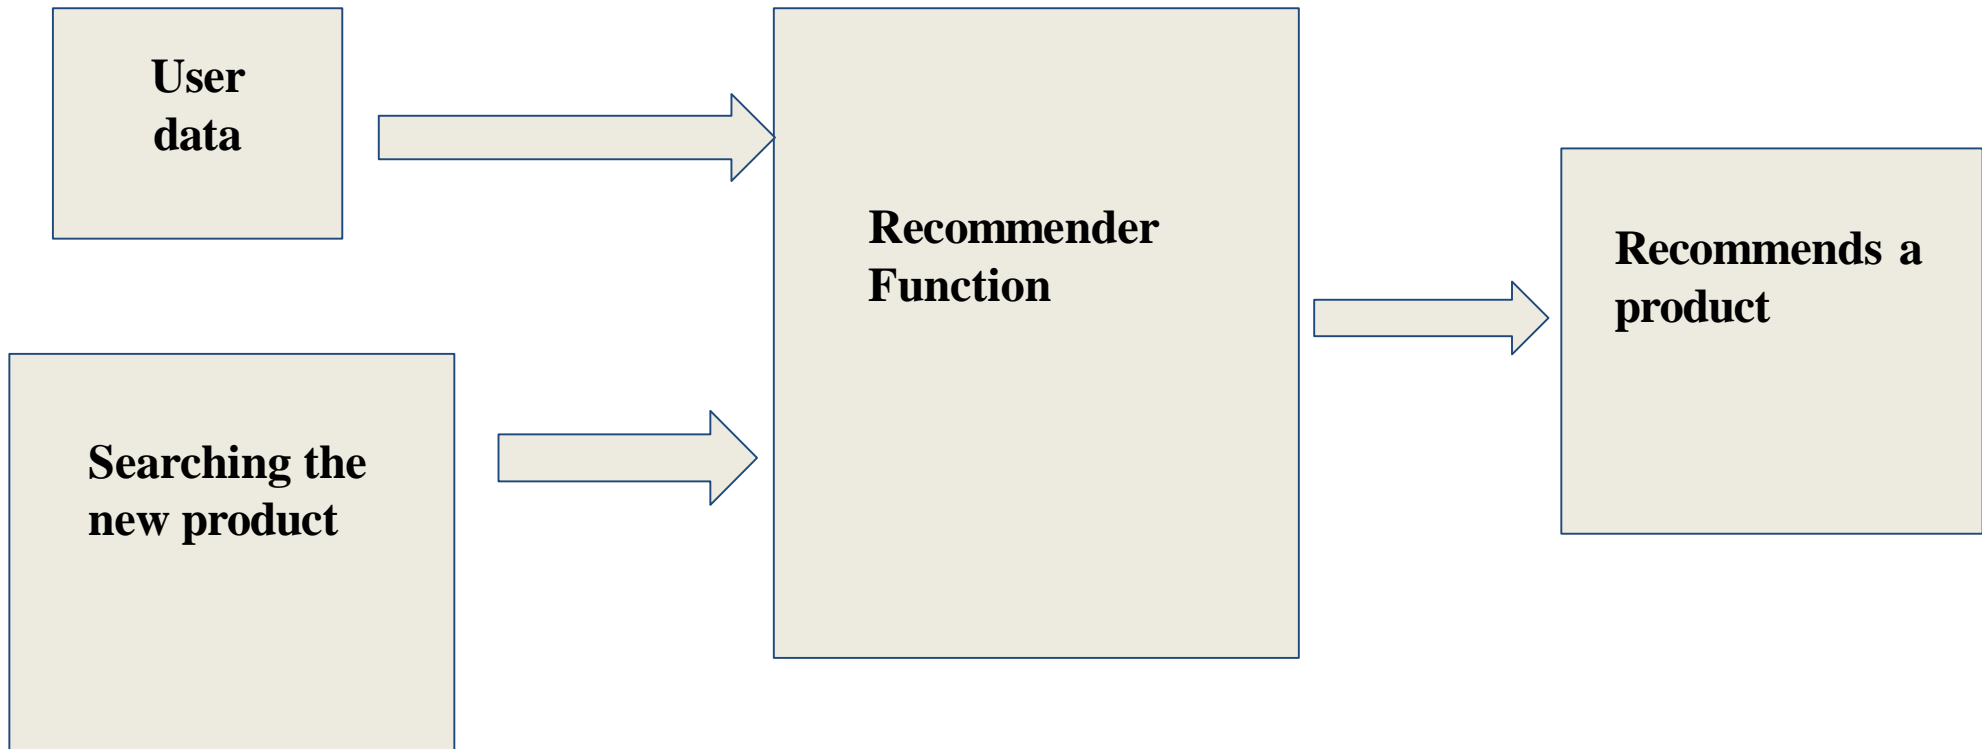 User
data
Recommender
Function
Recommends a
product
Searching the
new product